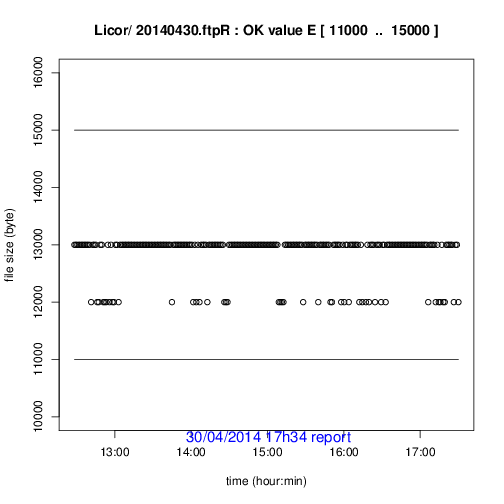 Licor/ 20140430.ftpR : OK value E [ 11000 .. 15000 ]
file size (byte)
16000
15000
14000
13000
12000
11000
10000
30/04/2014 17h34 report
13:00 14:00 15:00 16:00 17:00
time (hour:min)